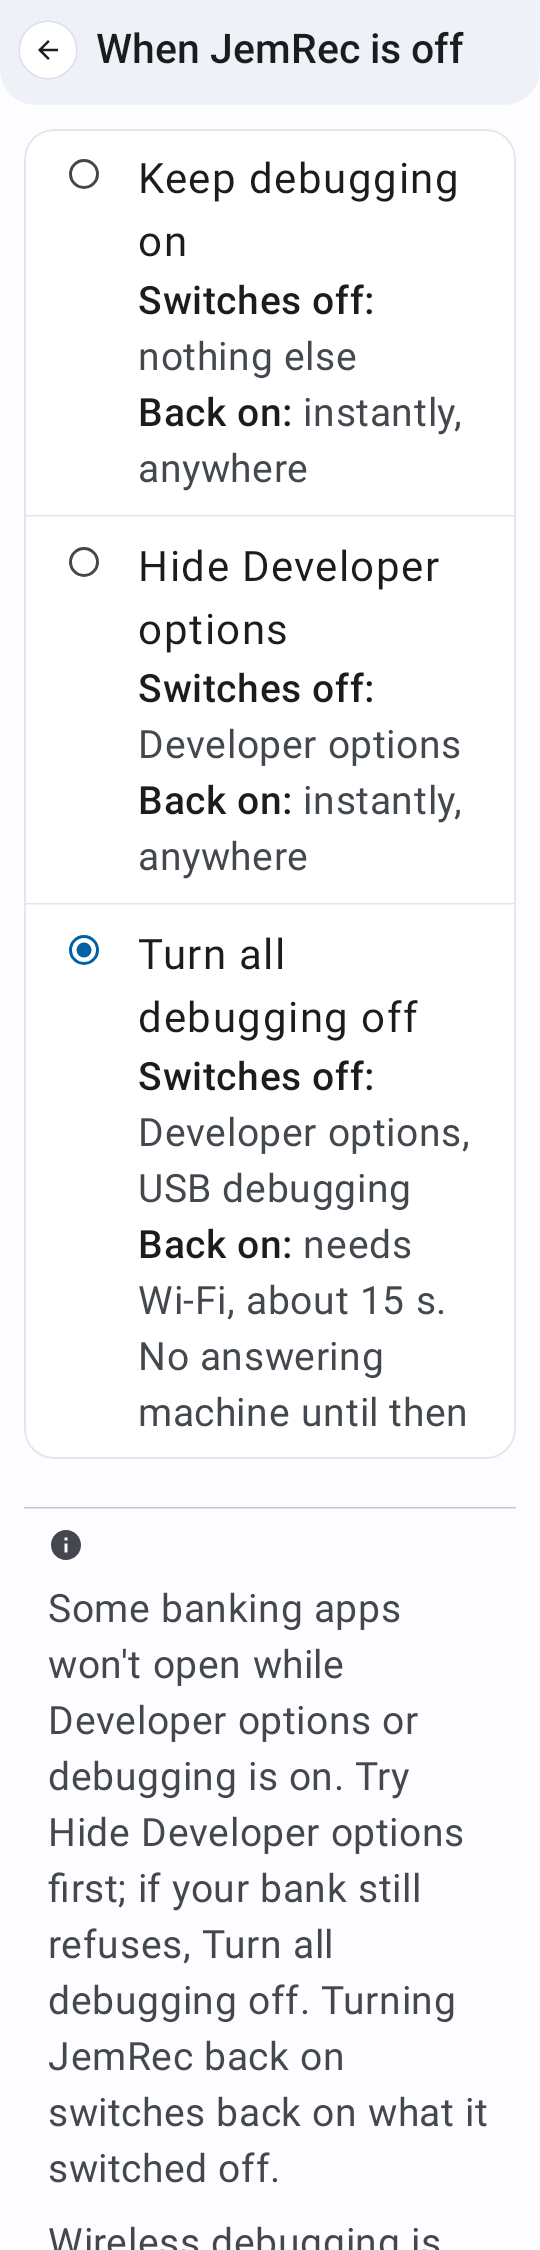 When JemRec is off
Keep debugging
on
Switches off:
nothing else
Back on: instantly,
anywhere
Hide Developer
options
Switches off:
Developer options
Back on: instantly,
anywhere
Turn all
debugging off
Switches off:
Developer options,
USB debugging
Back on: needs
Wi-Fi, about 15 s.
No answering
machine until then
Some banking apps
won't open while
Developer options or
debugging is on. Try
Hide Developer options
first; if your bank still
refuses, Turn all
debugging off. Turning
JemRec back on
switches back on what it
switched off.
Wireless debugging is